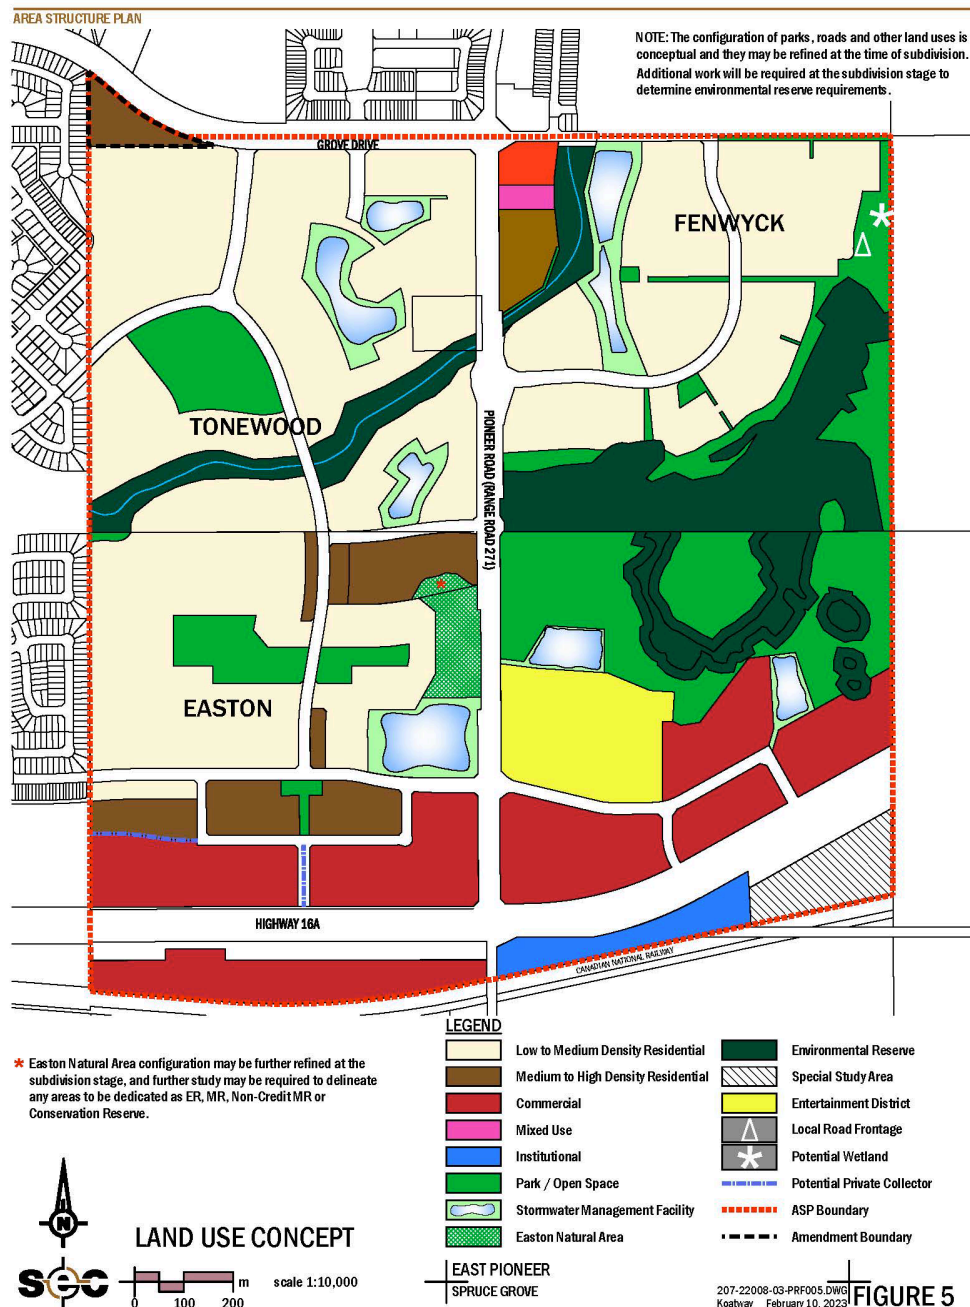 AREA STRUCTURE PLAN
NOTE: The configuration of parks, roads and other land uses is
conceptual and they may be refined at the time of subdivision.
Additional work will be required at the subdivision stage to
determine environmental reserve requirements.
GROVE DRIVE
FENWYCK
TONEWOOD
PIONEER ROAD (RANGE ROAD 271)
*
EASTON
HIGHWAY 16A
CANADIAN NATIONAL RAILWAY
* Easton Natural Area configuration may be further refined at the
subdivision stage, and further study may be required to delineate
any areas to be dedicated as ER, MR, Non-Credit MR or
Conservation Reserve.
LEGEND
Low to Medium Density Residential
Medium to High Density Residential
Commercial
Mixed Use
Institutional
Park / Open Space
Stormwater Management Facility
Easton Natural Area
Environmental Reserve
Special Study Area
Entertainment District
Local Road Frontage
Potential Wetland
Potential Private Collector
ASP Boundary
Amendment Boundary
N
sec
LAND USE CONCEPT
m scale 1:10,000
0 100 200
EAST PIONEER
SPRUCE GROVE
207-22008-03-PRF005.DWG
Koatway February 10, 2023
FIGURE 5